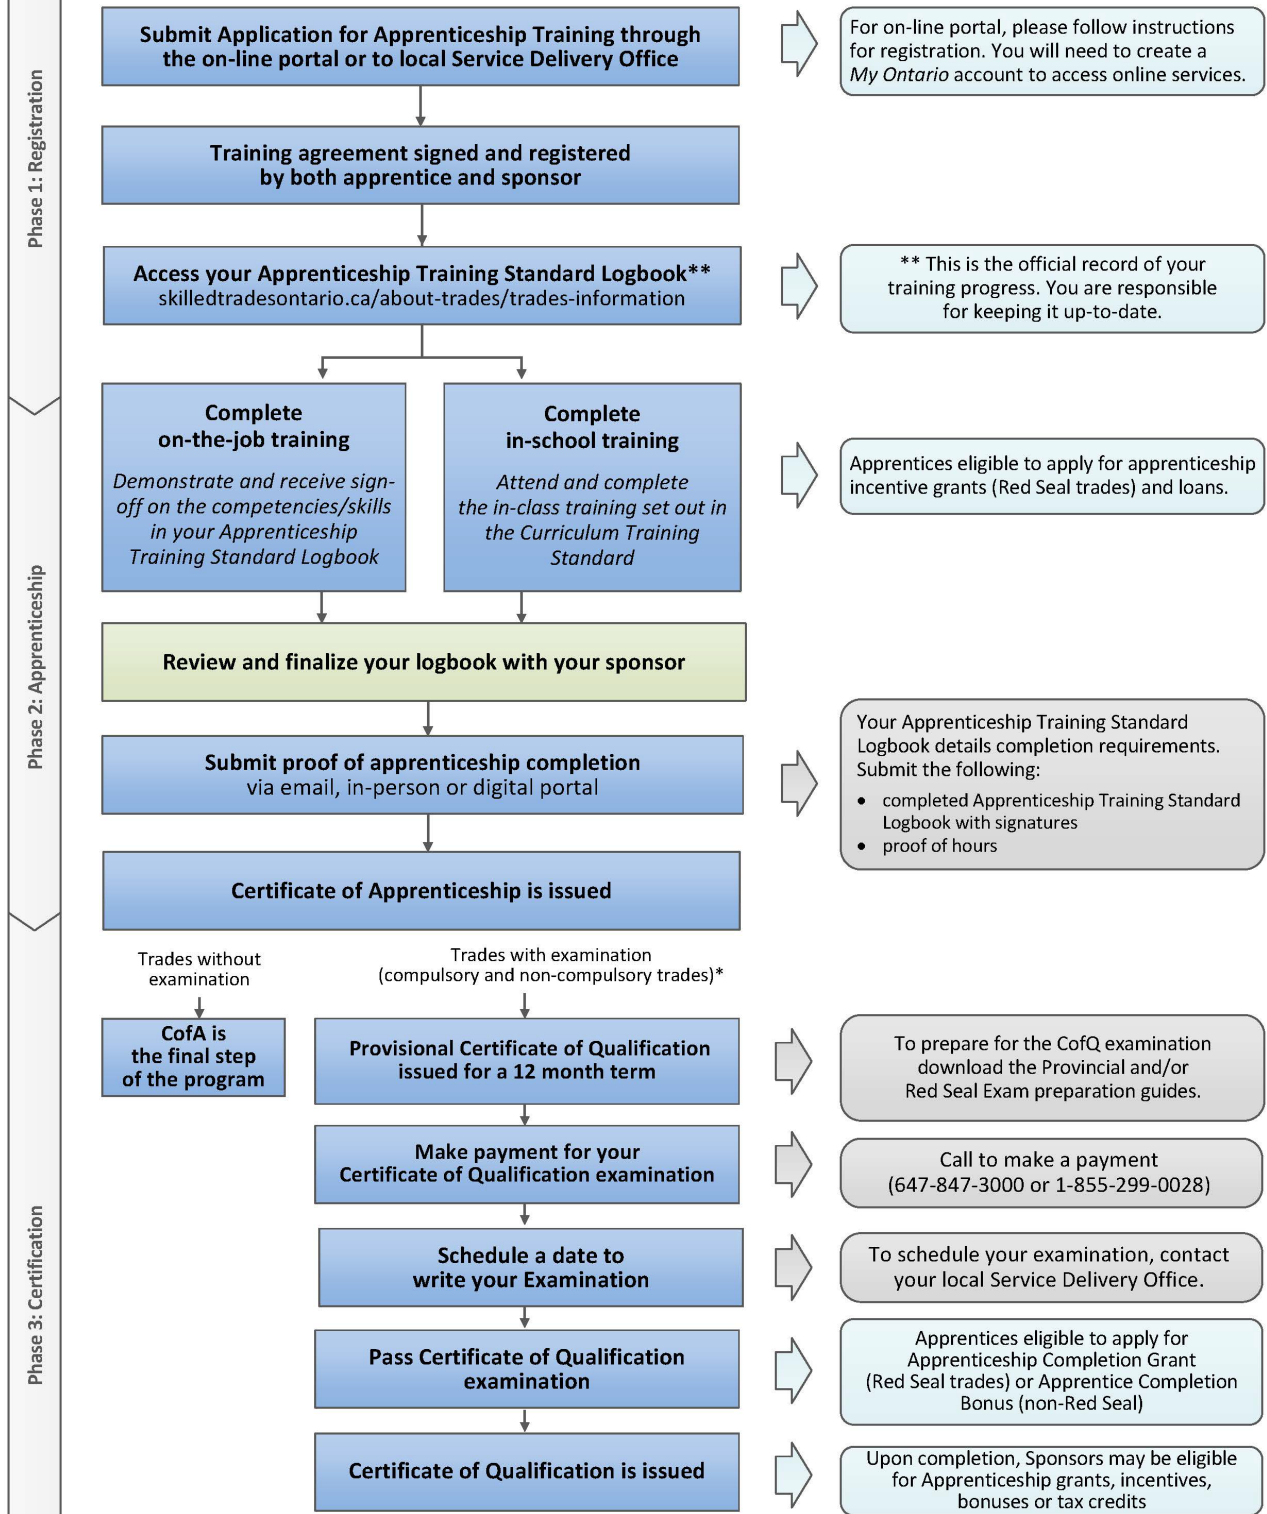 Phase 1: Registration
Submit Application for Apprenticeship Training through
the on-line portal or to local Service Delivery Office
For on-line portal, please follow instructions
for registration. You will need to create a
My Ontario account to access online services.
Training agreement signed and registered
by both apprentice and sponsor
Access your Apprenticeship Training Standard Logbook**
skilledtradesontario.ca/about-trades/trades-information
** This is the official record of your
training progress. You are responsible
for keeping it up-to-date.
Phase 2: Apprenticeship
Complete
on-the-job training
Demonstrate and receive sign-
off on the competencies/skills
in your Apprenticeship
Training Standard Logbook
Complete
in-school training
Attend and complete
the in-class training set out in
the Curriculum Training
Standard
Apprentices eligible to apply for apprenticeship
incentive grants (Red Seal trades) and loans.
Review and finalize your logbook with your sponsor
Submit proof of apprenticeship completion
via email, in-person or digital portal
Your Apprenticeship Training Standard
Logbook details completion requirements.
Submit the following:
• completed Apprenticeship Training Standard
Logbook with signatures
• proof of hours
Certificate of Apprenticeship is issued
Phase 3: Certification
Trades without
examination
CofA is
the final step
of the program
Trades with examination
(compulsory and non-compulsory trades)*
Provisional Certificate of Qualification
issued for a 12 month term
To prepare for the CofQ examination
download the Provincial and/or
Red Seal Exam preparation guides.
Make payment for your
Certificate of Qualification examination
Call to make a payment
(647-847-3000 or 1-855-299-0028)
Schedule a date to
write your Examination
To schedule your examination, contact
your local Service Delivery Office.
Pass Certificate of Qualification
examination
Apprentices eligible to apply for
Apprenticeship Completion Grant
(Red Seal trades) or Apprentice Completion
Bonus (non-Red Seal)
Certificate of Qualification is issued
Upon completion, Sponsors may be eligible
for Apprenticeship grants, incentives,
bonuses or tax credits